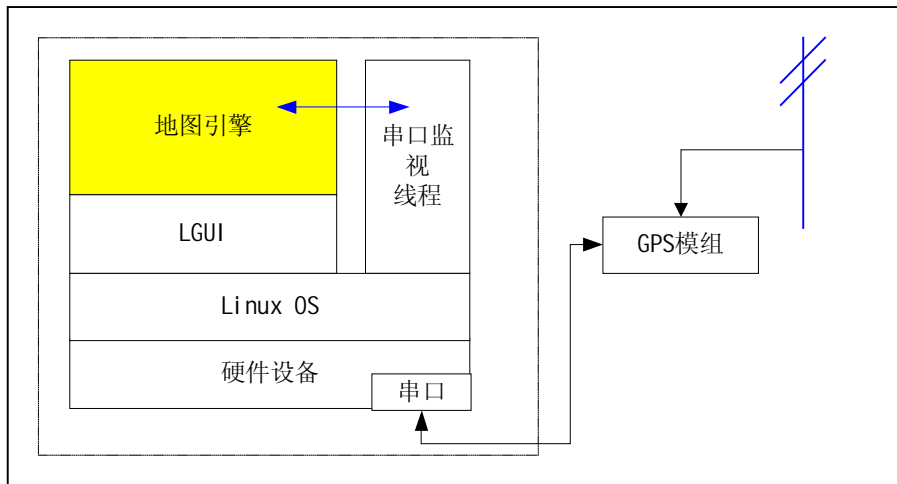 地图引擎
串口监
视
线程
LGUI
GPS模组
Linux OS
硬件设备
串口